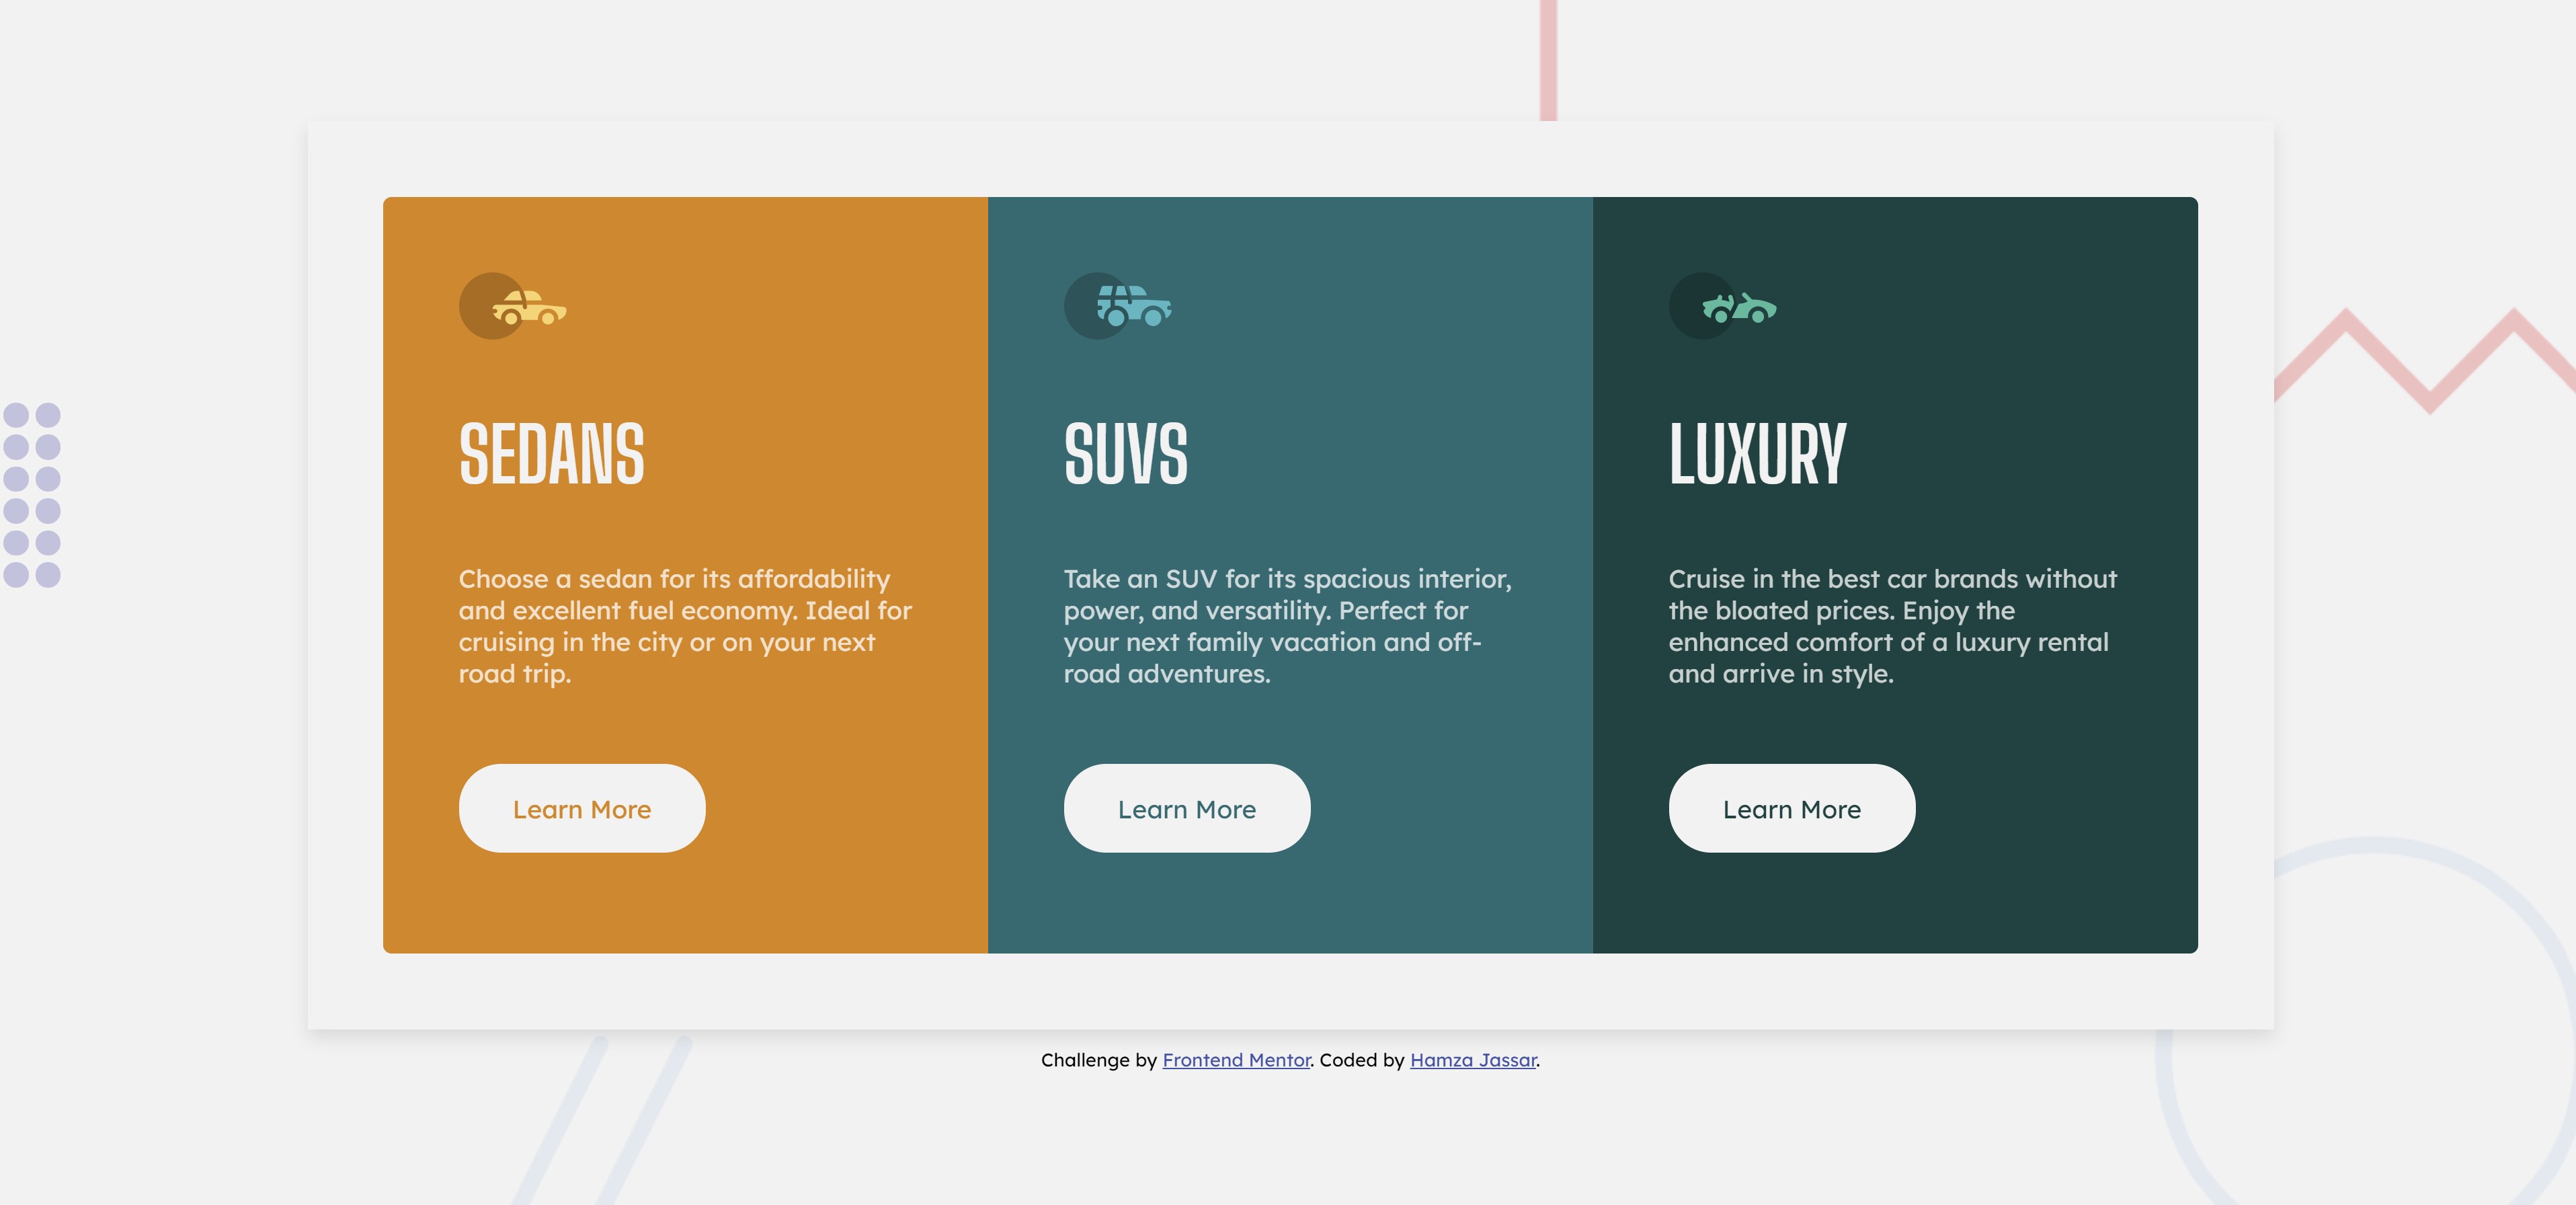 SEDANS
Choose a sedan for its affordability
and excellent fuel economy. Ideal for
cruising in the city or on your next
road trip.
Learn More
SUVS
Take an SUV for its spacious interior,
power, and versatility. Perfect for
your next family vacation and off-
road adventures.
Learn More
LUXURY
Cruise in the best car brands without
the bloated prices. Enjoy the
enhanced comfort of a luxury rental
and arrive in style.
Learn More
Challenge by Frontend Mentor. Coded by Hamza Jassar.